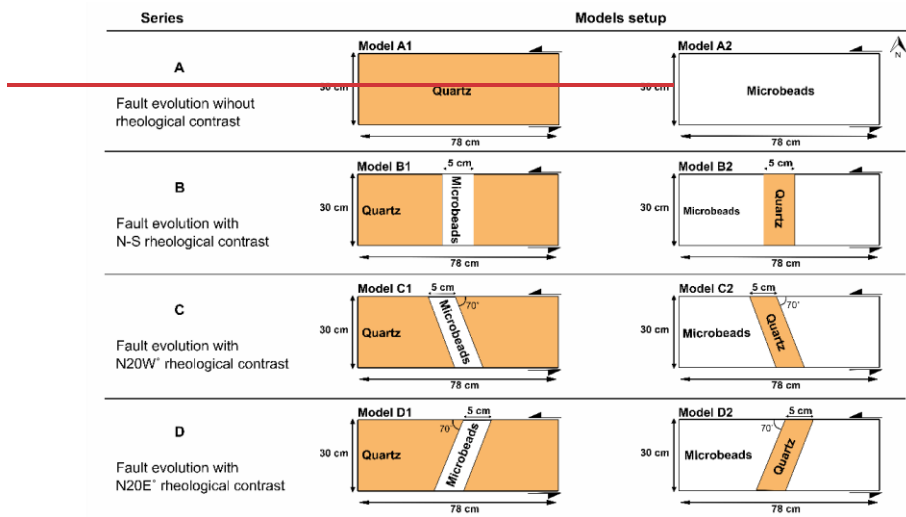 Series Models setup
Model A1 Model A2
N
A
30 cm Quartz 30 cm Microbeads
Fault evolution wihout
rheological contrast
78 cm 78 cm
Model B1 5 cm Model B2 5 cm
B
30 cm Quartz Microbeads 30 cm Microbeads Quartz
Fault evolution with
N-S rheological contrast
78 cm 78 cm
Model C1 5 cm Model C2 5 cm
70° 70°
C
30 cm Quartz Microbeads 30 cm Microbeads Quartz
Fault evolution with
N20W° rheological contrast
78 cm 78 cm
Model D1 5 cm Model D2 5 cm
70° 70°
D
30 cm Quartz Microbeads 30 cm Microbeads Quartz
Fault evolution with
N20E° rheological contrast
78 cm 78 cm